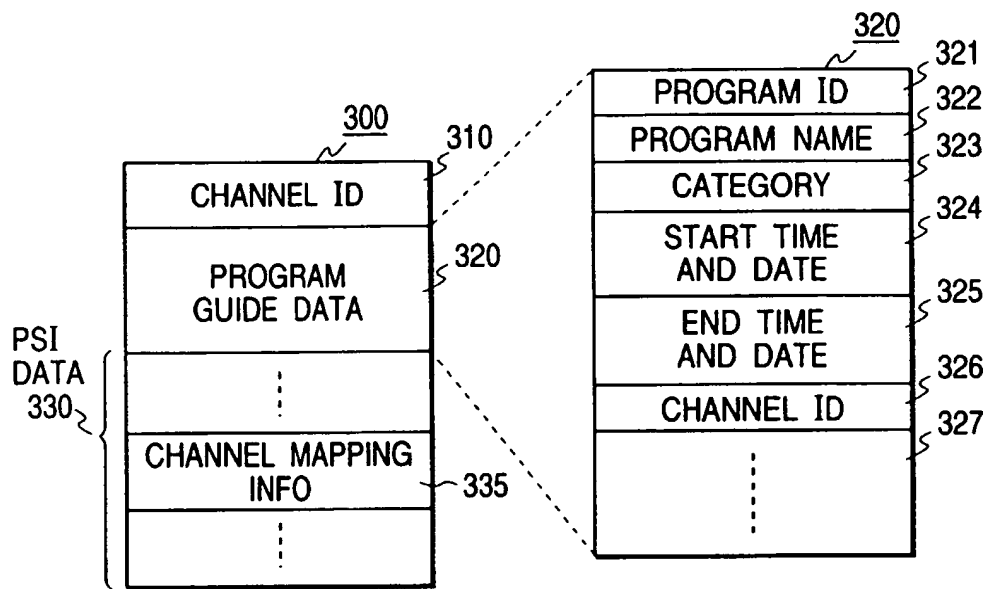 300
310
CHANNEL ID
PROGRAM
GUIDE DATA
320
PSI
DATA
330
CHANNEL MAPPING
INFO
335
320
321
PROGRAM ID
322
PROGRAM NAME
323
CATEGORY
324
START TIME
AND DATE
325
END TIME
AND DATE
326
CHANNEL ID
327